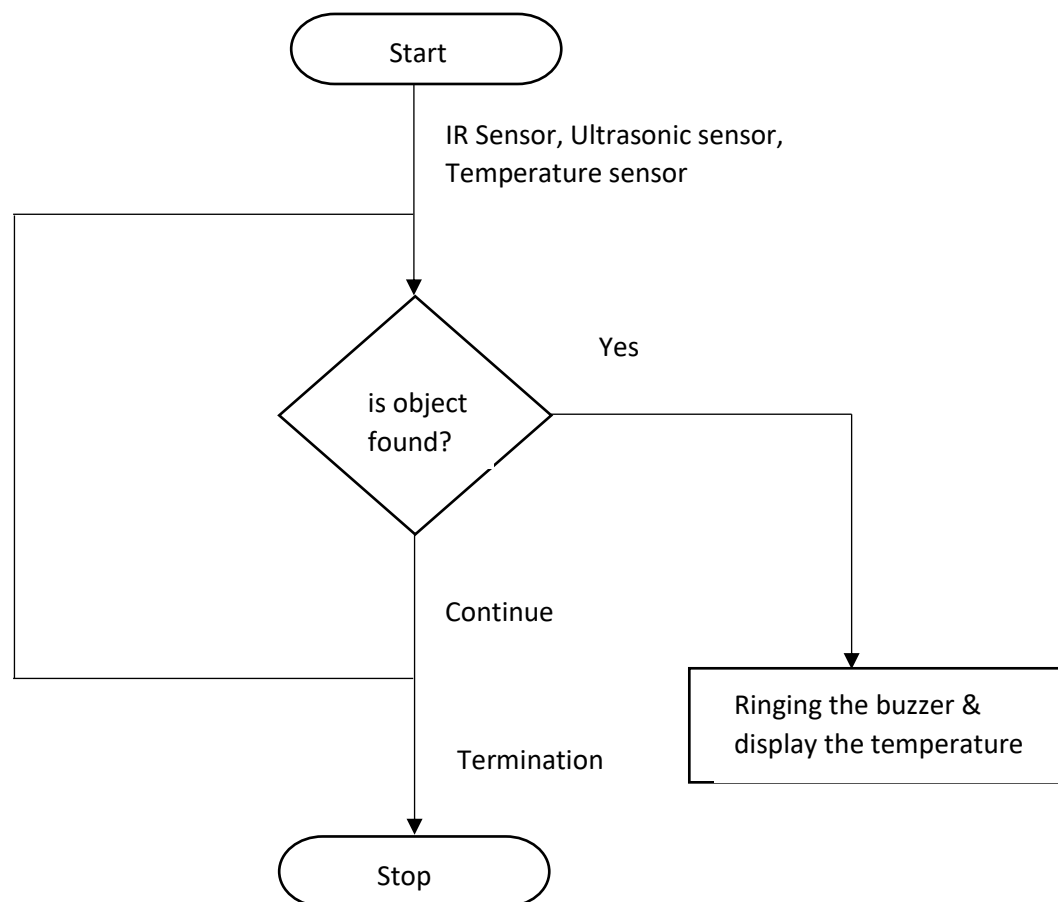 Start
IR Sensor, Ultrasonic sensor,
Temperature sensor
Yes
is object
found?
Continue
Ringing the buzzer &
display the temperature
Termination
Stop